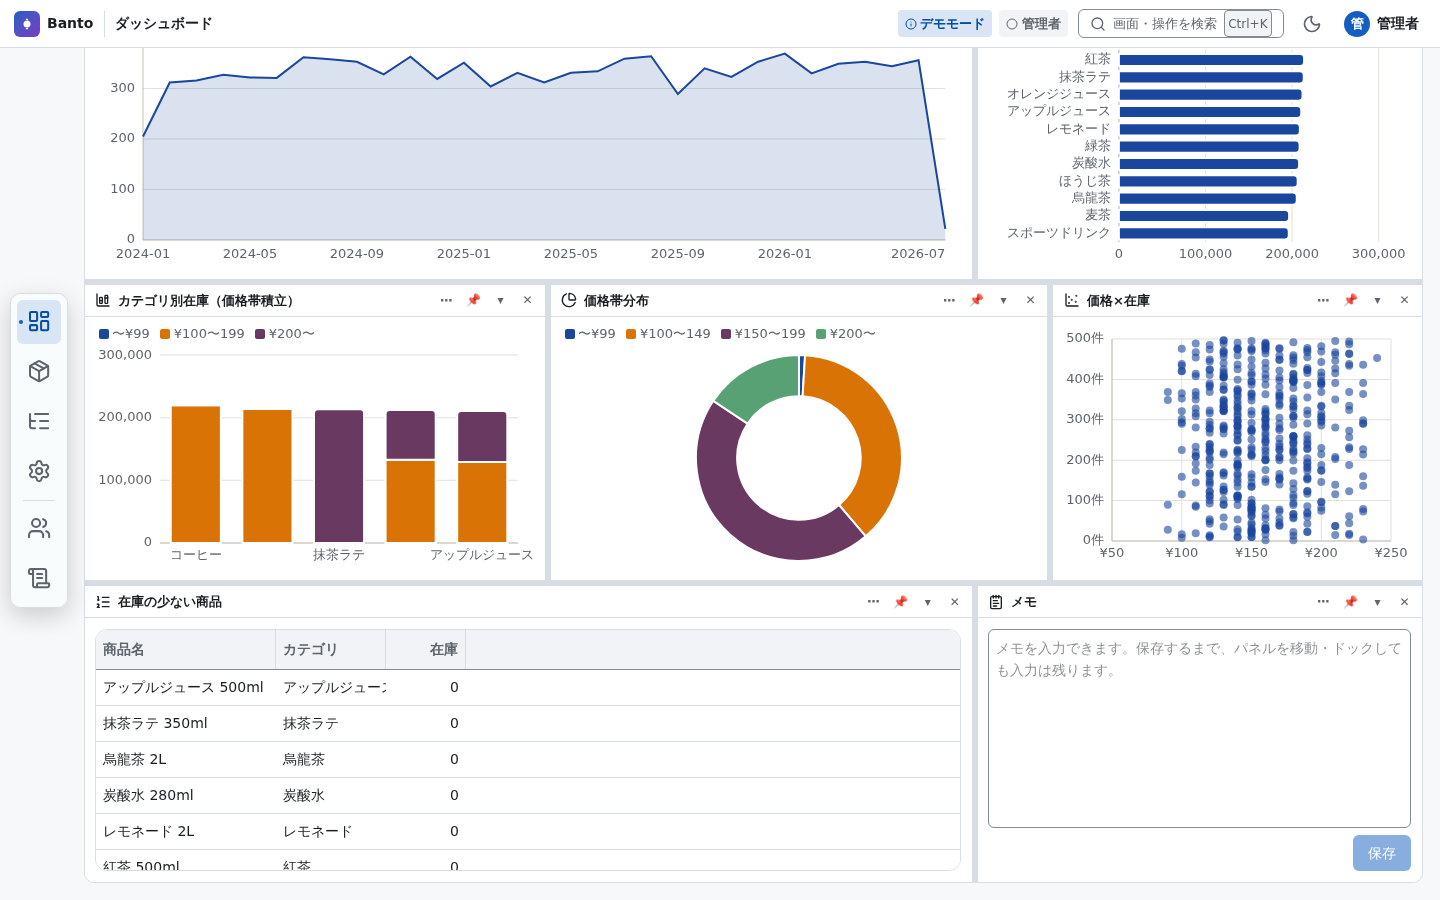 Banto
ダッシュボード
デモモード
管理者
画面・操作を検索
Ctrl+K
管
管理者
300
200
100
0
2024-01
2024-05
2024-09
2025-01
2025-05
2025-09
2026-01
2026-07
紅茶
抹茶ラテ
オレンジジュース
アップルジュース
レモネード
緑茶
炭酸水
ほうじ茶
烏龍茶
麦茶
スポーツドリンク
0
100,000
200,000
300,000
カテゴリ別在庫（価格帯積立）
〜¥99
¥100〜199
¥200〜
300,000
200,000
100,000
0
コーヒー
抹茶ラテ
アップルジュース
価格帯分布
〜¥99
¥100〜149
¥150〜199
¥200〜
価格×在庫
500件
400件
300件
200件
100件
0件
¥50
¥100
¥150
¥200
¥250
在庫の少ない商品
商品名
カテゴリ
在庫
アップルジュース 500ml
アップルジュース
0
抹茶ラテ 350ml
抹茶ラテ
0
烏龍茶 2L
烏龍茶
0
炭酸水 280ml
炭酸水
0
レモネード 2L
レモネード
0
紅茶 500ml
紅茶
0
メモ
メモを入力できます。保存するまで、パネルを移動・ドックして
も入力は残ります。
保存